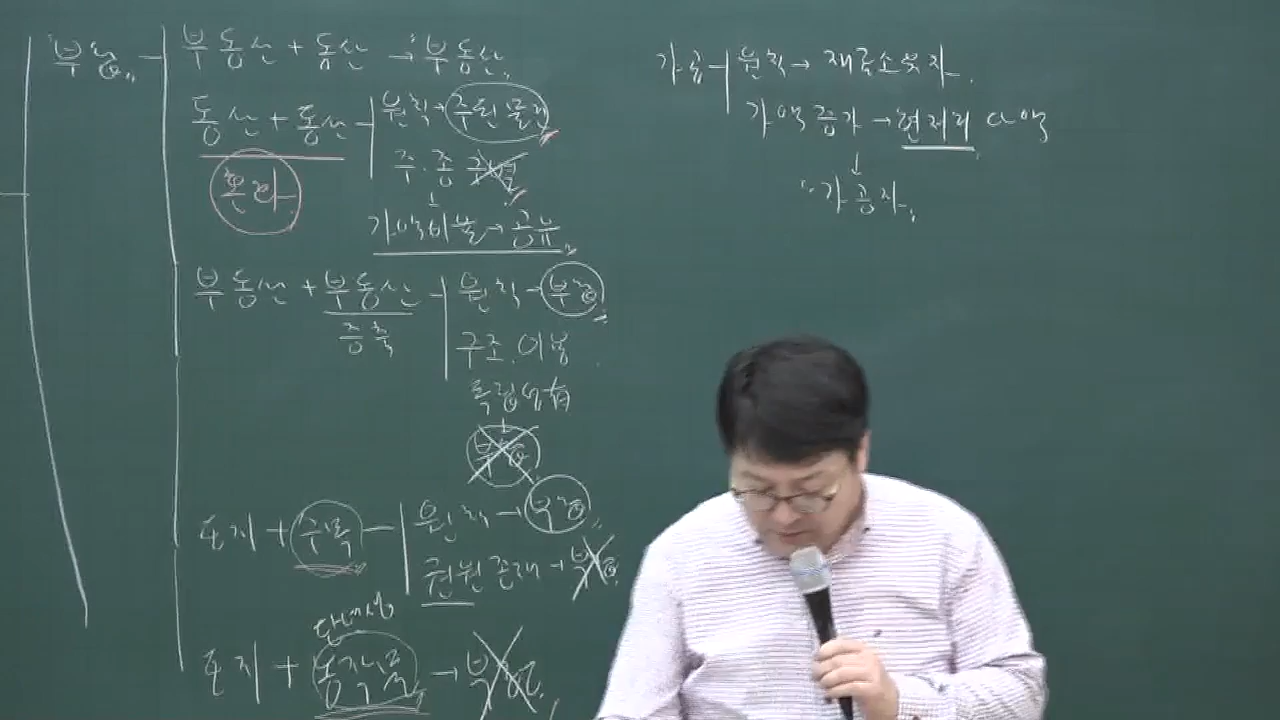 부합
부동산 + 동산 → 부동산
동산 + 동산
원칙 → 주된 물건
혼화
주·종 구별
↓
가액비율 → 공유
부동산 + 부동산
증축
원칙 → 부합
구조, 이용
독립성 有
↓
부합
토지 + 수목
원칙 → 부합
권원 존재 → 부합
단년생
토지 + 농작물 → 부합
가공
원칙 → 재료소유자
가액 증가 → 현저히 다액
↓
"가공자"